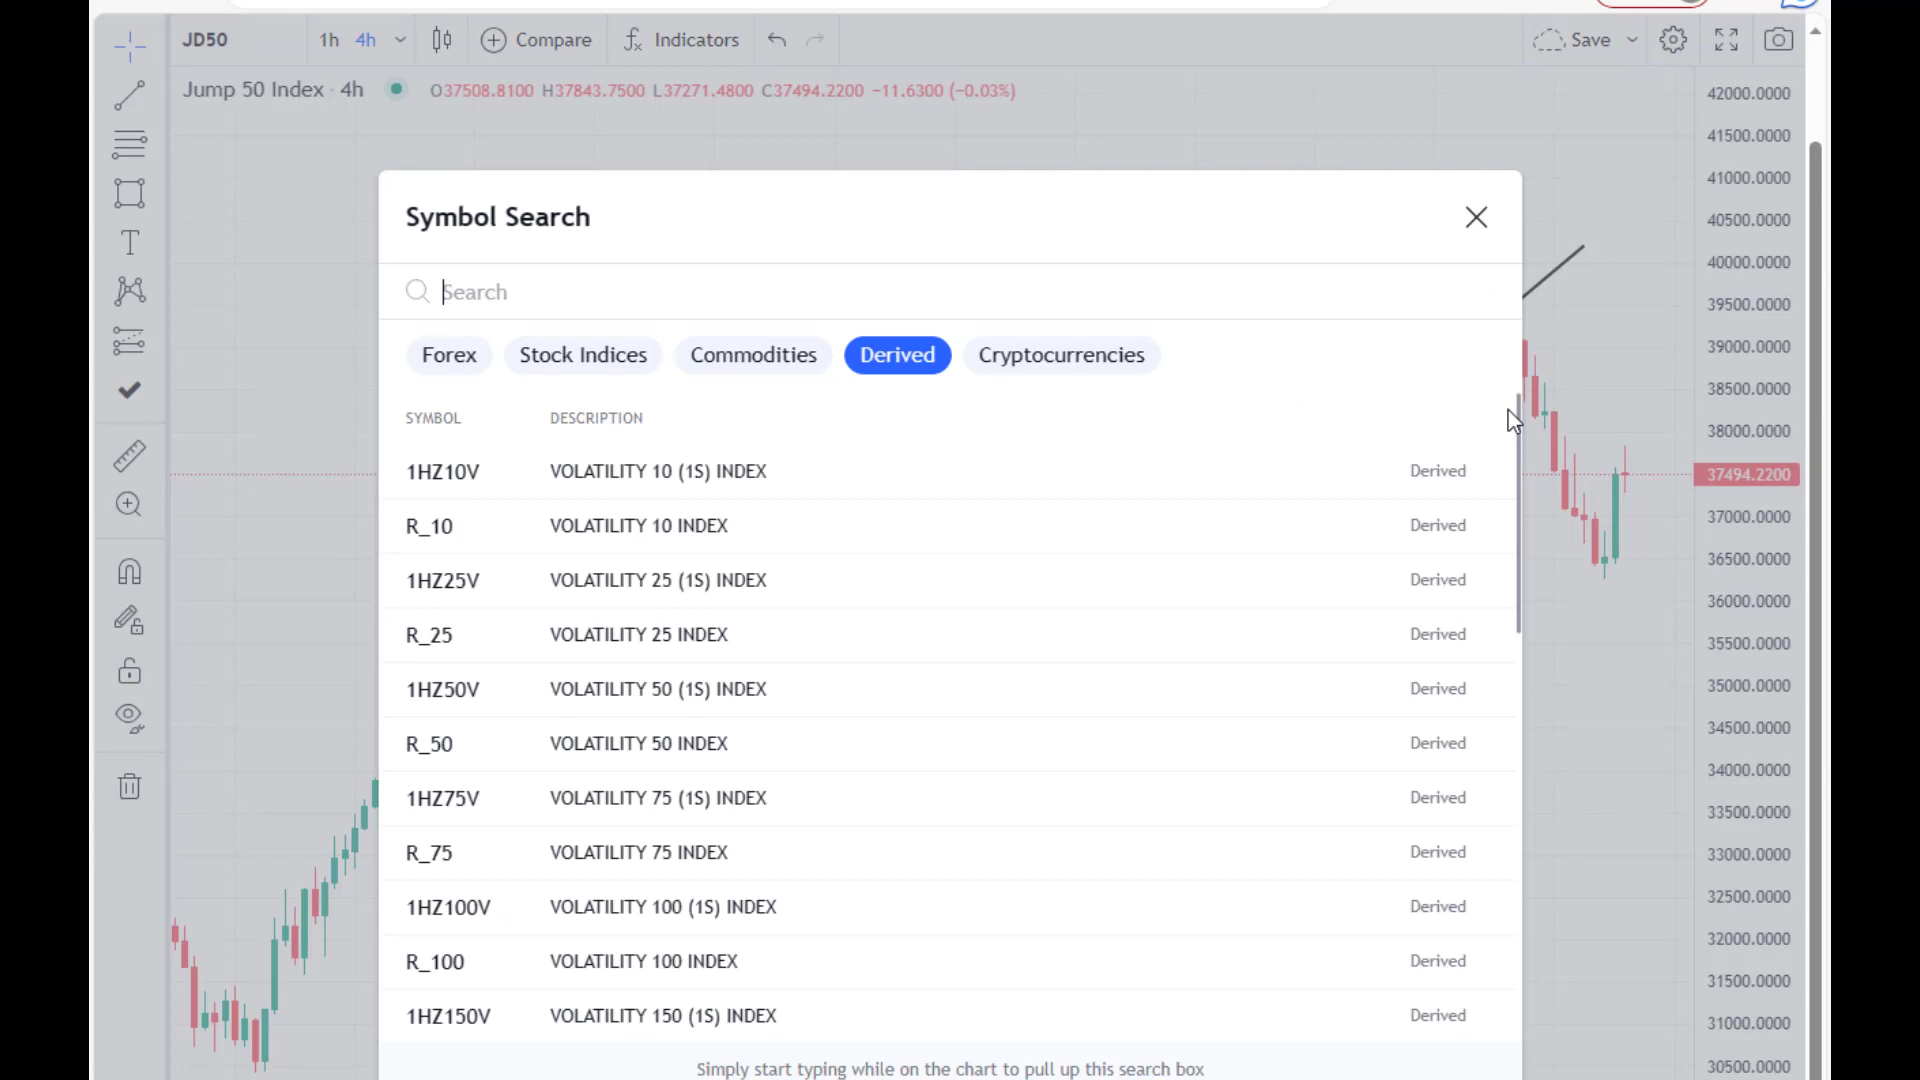 JD50 1h 4h Compare Indicators Save
Jump 50 Index · 4h O37508.8100 H37843.7500 L37271.4800 C37494.2200 −11.6300 (−0.03%)
Symbol Search
Search
Forex Stock Indices Commodities Derived Cryptocurrencies
SYMBOL DESCRIPTION
1HZ10V VOLATILITY 10 (1S) INDEX Derived
R_10 VOLATILITY 10 INDEX Derived
1HZ25V VOLATILITY 25 (1S) INDEX Derived
R_25 VOLATILITY 25 INDEX Derived
1HZ50V VOLATILITY 50 (1S) INDEX Derived
R_50 VOLATILITY 50 INDEX Derived
1HZ75V VOLATILITY 75 (1S) INDEX Derived
R_75 VOLATILITY 75 INDEX Derived
1HZ100V VOLATILITY 100 (1S) INDEX Derived
R_100 VOLATILITY 100 INDEX Derived
1HZ150V VOLATILITY 150 (1S) INDEX Derived
Simply start typing while on the chart to pull up this search box
42000.0000
41500.0000
41000.0000
40500.0000
40000.0000
39500.0000
39000.0000
38500.0000
38000.0000
37494.2200
37000.0000
36500.0000
36000.0000
35500.0000
35000.0000
34500.0000
34000.0000
33500.0000
33000.0000
32500.0000
32000.0000
31500.0000
31000.0000
30500.0000